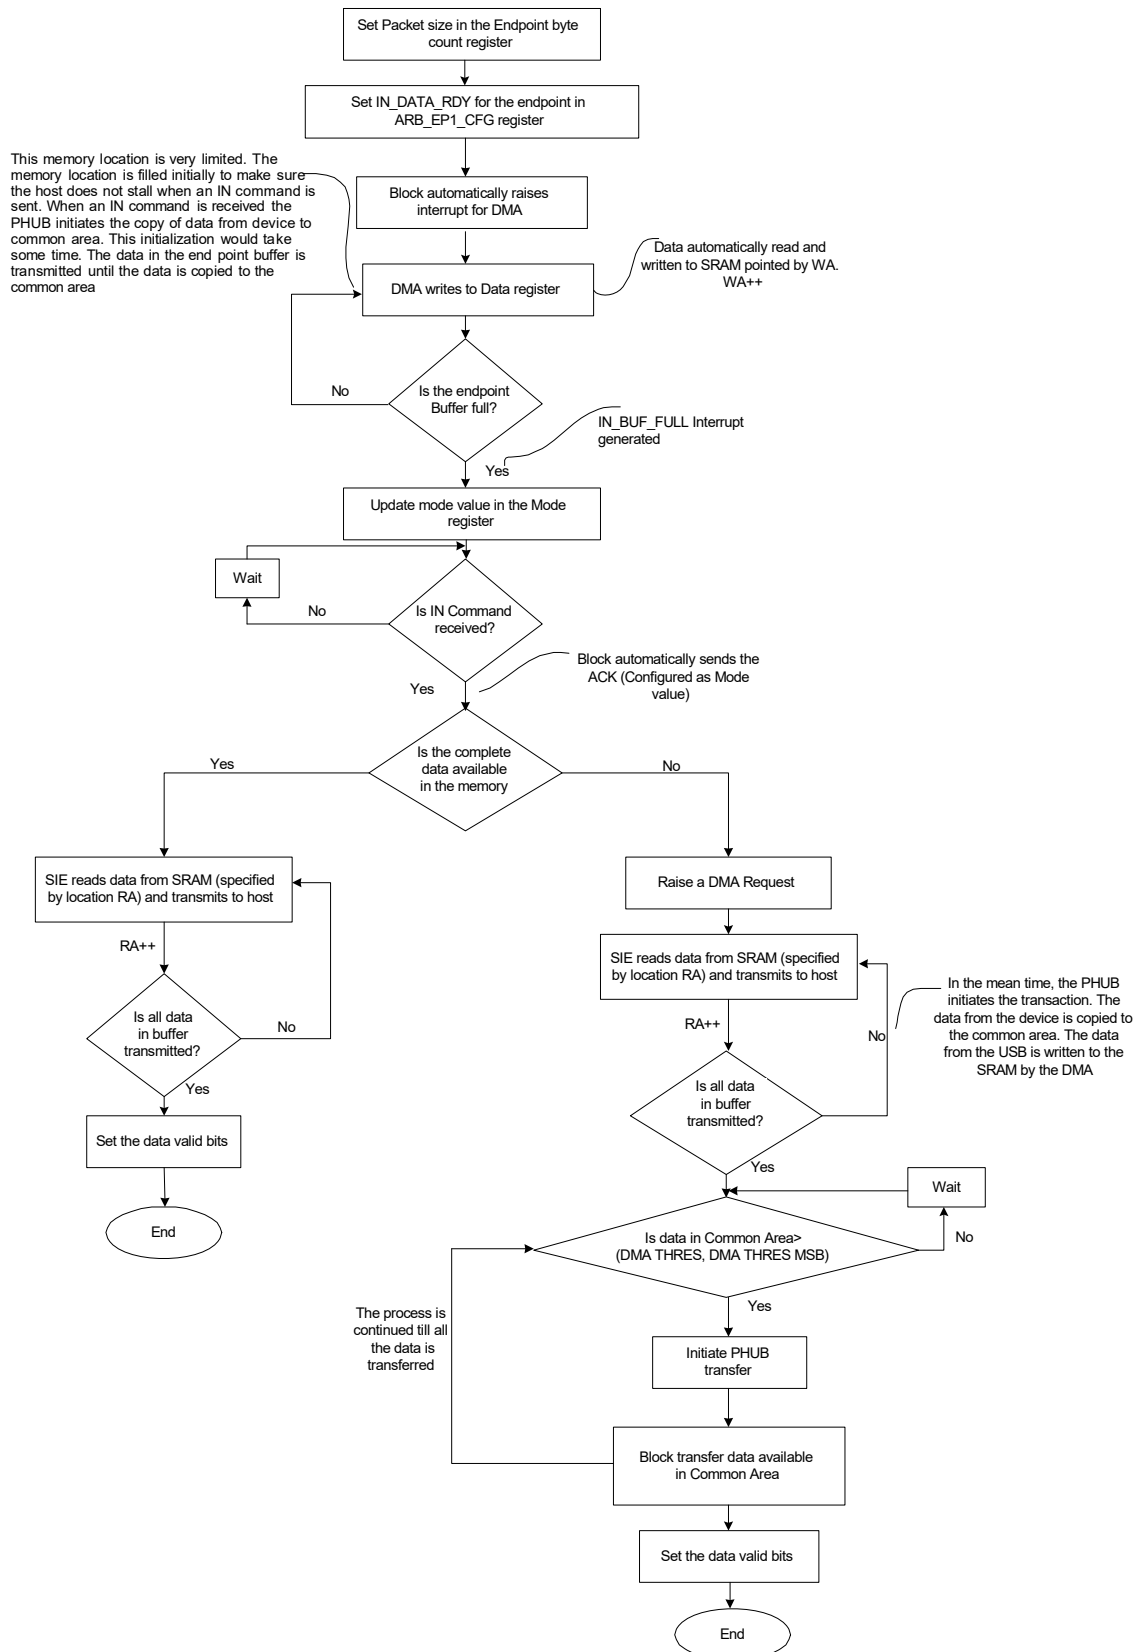 Set Packet size in the Endpoint byte
count register
Set IN_DATA_RDY for the endpoint in
ARB_EP1_CFG register
This memory location is very limited. The
memory location is filled initially to make sure
the host does not stall when an IN command is
sent. When an IN command is received the
PHUB initiates the copy of data from device to
common area. This initialization would take
some time. The data in the end point buffer is
transmitted until the data is copied to the
common area
Block automatically raises
interrupt for DMA
Data automatically read and
written to SRAM pointed by WA.
WA++
DMA writes to Data register
No
Is the endpoint
Buffer full?
IN_BUF_FULL Interrupt
generated
Yes
Update mode value in the Mode
register
Wait
No
Is IN Command
received?
Block automatically sends the
ACK (Configured as Mode
value)
Yes
Is the complete
data available
in the memory
Yes
No
SIE reads data from SRAM (specified
by location RA) and transmits to host
RA++
Is all data
in buffer
transmitted?
No
Yes
Set the data valid bits
End
Raise a DMA Request
SIE reads data from SRAM (specified
by location RA) and transmits to host
RA++
No
In the mean time, the PHUB
initiates the transaction. The
data from the device is copied to
the common area. The data
from the USB is written to the
SRAM by the DMA
Is all data
in buffer
transmitted?
Yes
Wait
Is data in Common Area>
(DMA THRES, DMA THRES MSB)
No
Yes
The process is
continued till all
the data is
transferred
Initiate PHUB
transfer
Block transfer data available
in Common Area
Set the data valid bits
End